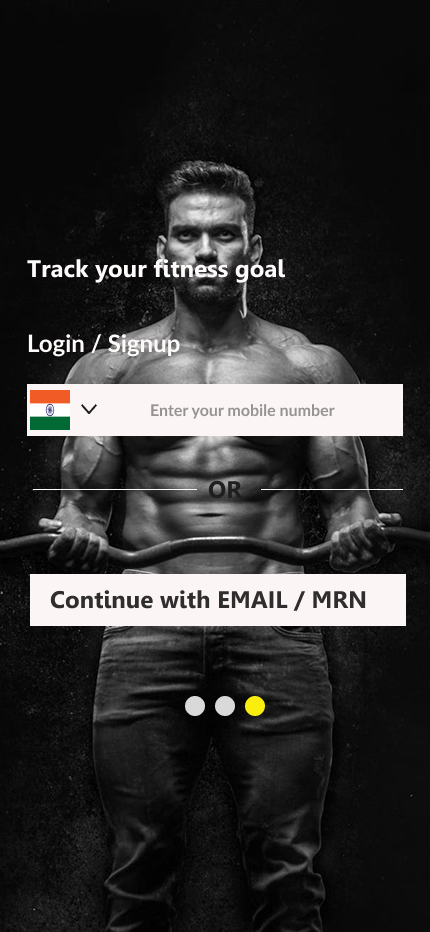 Track your fitness goal
Login / Signup
Enter your mobile number
OR
Continue with EMAIL / MRN